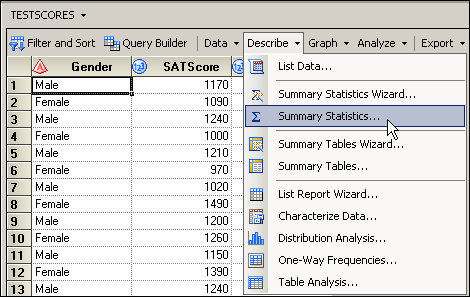 TESTSCORES
Filter and Sort Query Builder Data Describe Graph Analyze Export
Gender 123 SATScore 12
1 Male 1170
2 Female 1090
3 Male 1240
4 Female 1000
5 Male 1210
6 Female 970
7 Male 1020
8 Female 1490
9 Male 1200
10 Female 1260
11 Male 1150
12 Female 1390
13 Male 1240
List Data...
Summary Statistics Wizard...
Σ Summary Statistics...
Summary Tables Wizard...
Summary Tables...
List Report Wizard...
Characterize Data...
Distribution Analysis...
One-Way Frequencies...
Table Analysis...